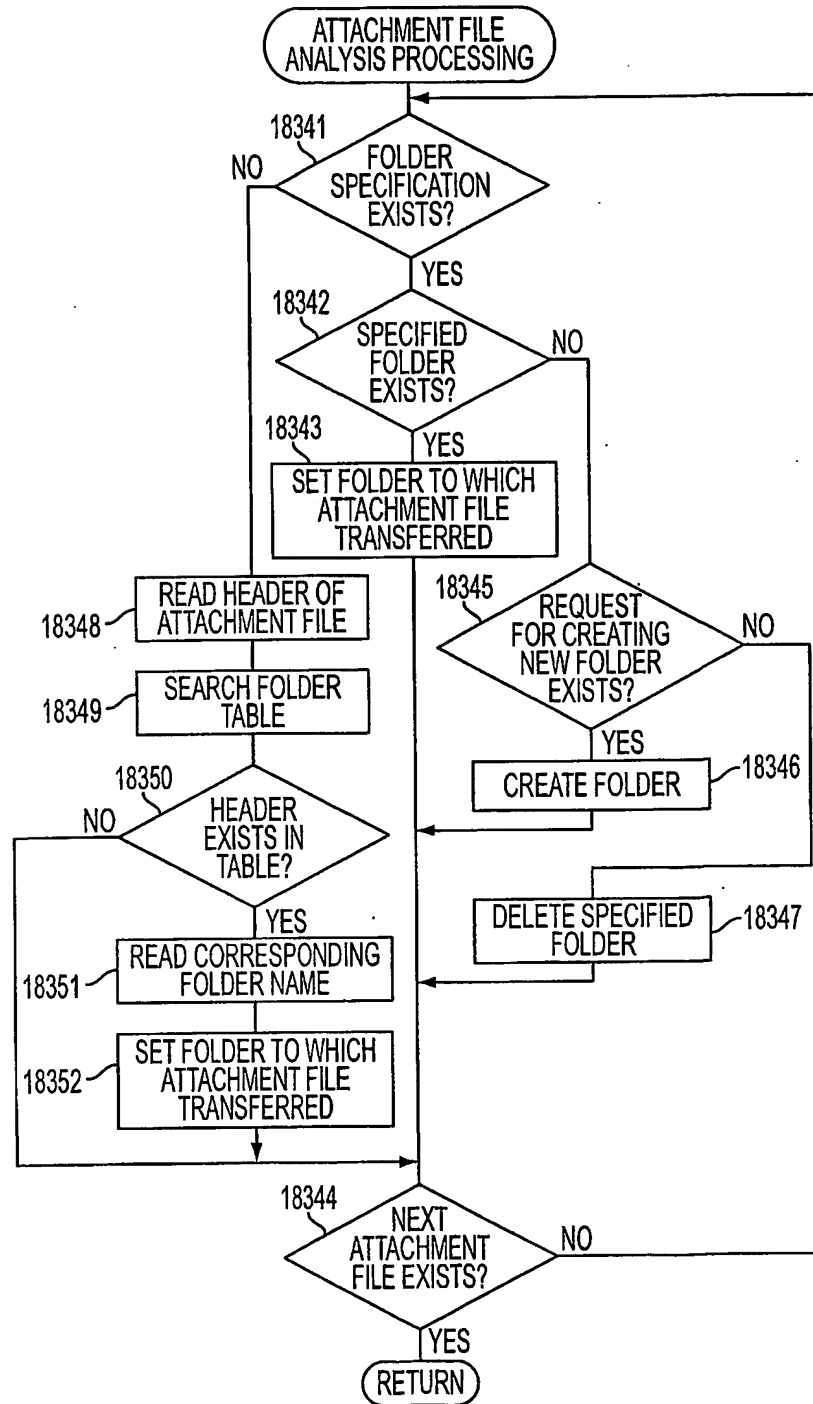 ATTACHMENT FILE
ANALYSIS PROCESSING
18341
NO
FOLDER
SPECIFICATION
EXISTS?
YES
18342
SPECIFIED
FOLDER
EXISTS?
NO
YES
18343
SET FOLDER TO WHICH
ATTACHMENT FILE
TRANSFERRED
18348
READ HEADER OF
ATTACHMENT FILE
18345
REQUEST
FOR CREATING
NEW FOLDER
EXISTS?
NO
18349
SEARCH FOLDER
TABLE
YES
CREATE FOLDER
18346
18350
NO
HEADER
EXISTS IN
TABLE?
YES
DELETE SPECIFIED
FOLDER
18347
18351
READ CORRESPONDING
FOLDER NAME
18352
SET FOLDER TO WHICH
ATTACHMENT FILE
TRANSFERRED
18344
NEXT
ATTACHMENT
FILE EXISTS?
NO
YES
RETURN